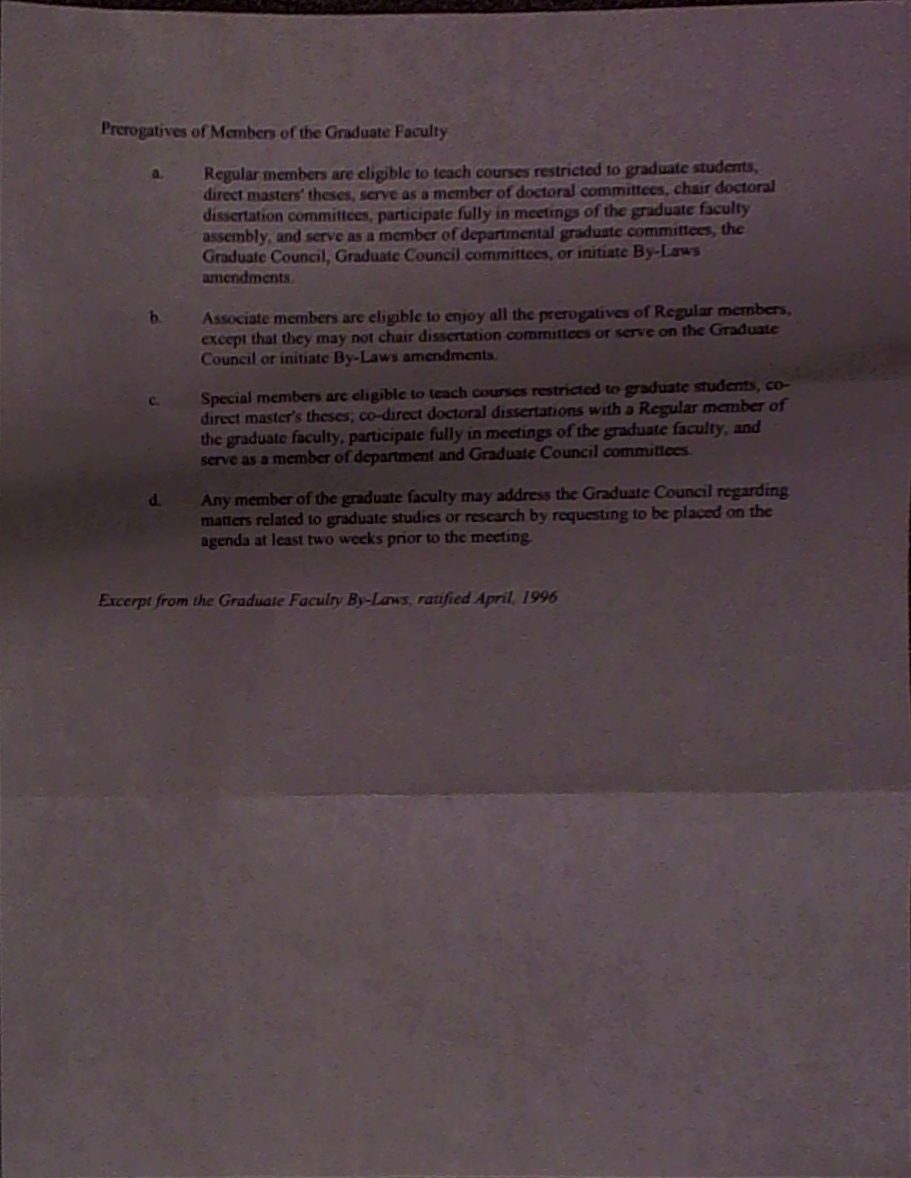 Prerogatives of Members of the Graduate Faculty
a. Regular members are eligible to teach courses restricted to graduate students,
direct masters' theses, serve as a member of doctoral committees, chair doctoral
dissertation committees, participate fully in meetings of the graduate faculty
assembly, and serve as a member of departmental graduate committees, the
Graduate Council, Graduate Council committees, or initiate By-Laws
amendments.
b. Associate members are eligible to enjoy all the prerogatives of Regular members,
except that they may not chair dissertation committees or serve on the Graduate
Council or initiate By-Laws amendments.
c. Special members are eligible to teach courses restricted to graduate students, co-
direct master's theses; co-direct doctoral dissertations with a Regular member of
the graduate faculty, participate fully in meetings of the graduate faculty, and
serve as a member of department and Graduate Council committees.
d. Any member of the graduate faculty may address the Graduate Council regarding
matters related to graduate studies or research by requesting to be placed on the
agenda at least two weeks prior to the meeting.
Excerpt from the Graduate Faculty By-Laws, ratified April, 1996